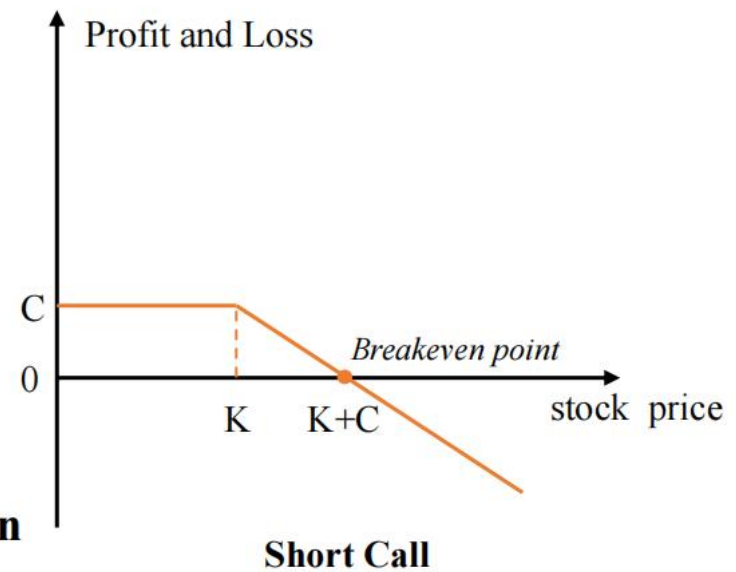 Profit and Loss
C
Breakeven point
0
K K+C
stock price
n
Short Call